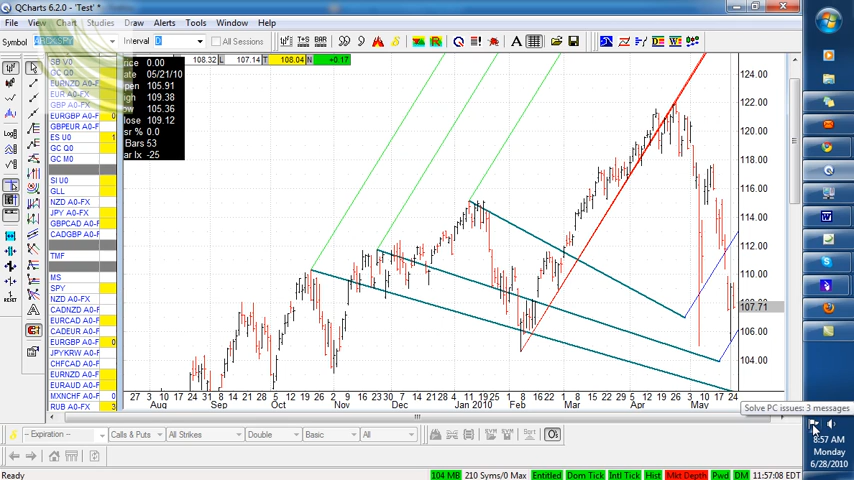 QCharts 6.2.0 - 'Test' *
File View Chart Studies Draw Alerts Tools Window Help
Symbol Interval D All Sessions
108.32 L 107.14 T 108.04 N +0.17
rice 0.00
ate 05/21/10
pen 105.91
igh 109.38
ow 105.36
lose 109.12
sr % 0.0
Bars 53
ar Ix -25
SB V0
GC Q0
EURNZD A0-F
EUR A0-FX
GBP A0-FX
EURGBP A0-F 0
GBPEUR A0-F
ES U0 1
GC Q0
GC M0
SI U0
GLL
NZD A0-FX
JPY A0-FX
GBPCAD A0-F
CADGBP A0-F
TMF
MS
SPY
NZD A0-FX
CADNZD A0-F
EURCAD A0-F
CADEUR A0-F
EURGBP A0-F 0
JPYKRW A0-F
CHFCAD A0-F
EURNZD A0-F
EURAUD A0-F
MXNCHF A0-F 0
RUB A0-FX 3
LOG
1
RESET
124.00
122.00
120.00
118.00
116.00
114.00
112.00
110.00
107.71
106.00
104.00
27 3 10 17 24 31 8 14 21 28 5 12 19 26 2 9 16 23 30 7 14 21 28 4 11 19 25 1 8 16 22 1 8 15 22 29 5 12 19 26 3 10 17 24
Aug Sep Oct Nov Dec Jan 2010 Feb Mar Apr May
Solve PC issues: 3 messages
-- Expiration -- Calls & Puts All Strikes Double Basic All
8:57 AM
Monday
6/28/2010
Ready 104 MB 210 Syms/0 Max Entitled Dom Tick Intl Tick Hist Mkt Depth Fwd DM 11:57:08 EDT